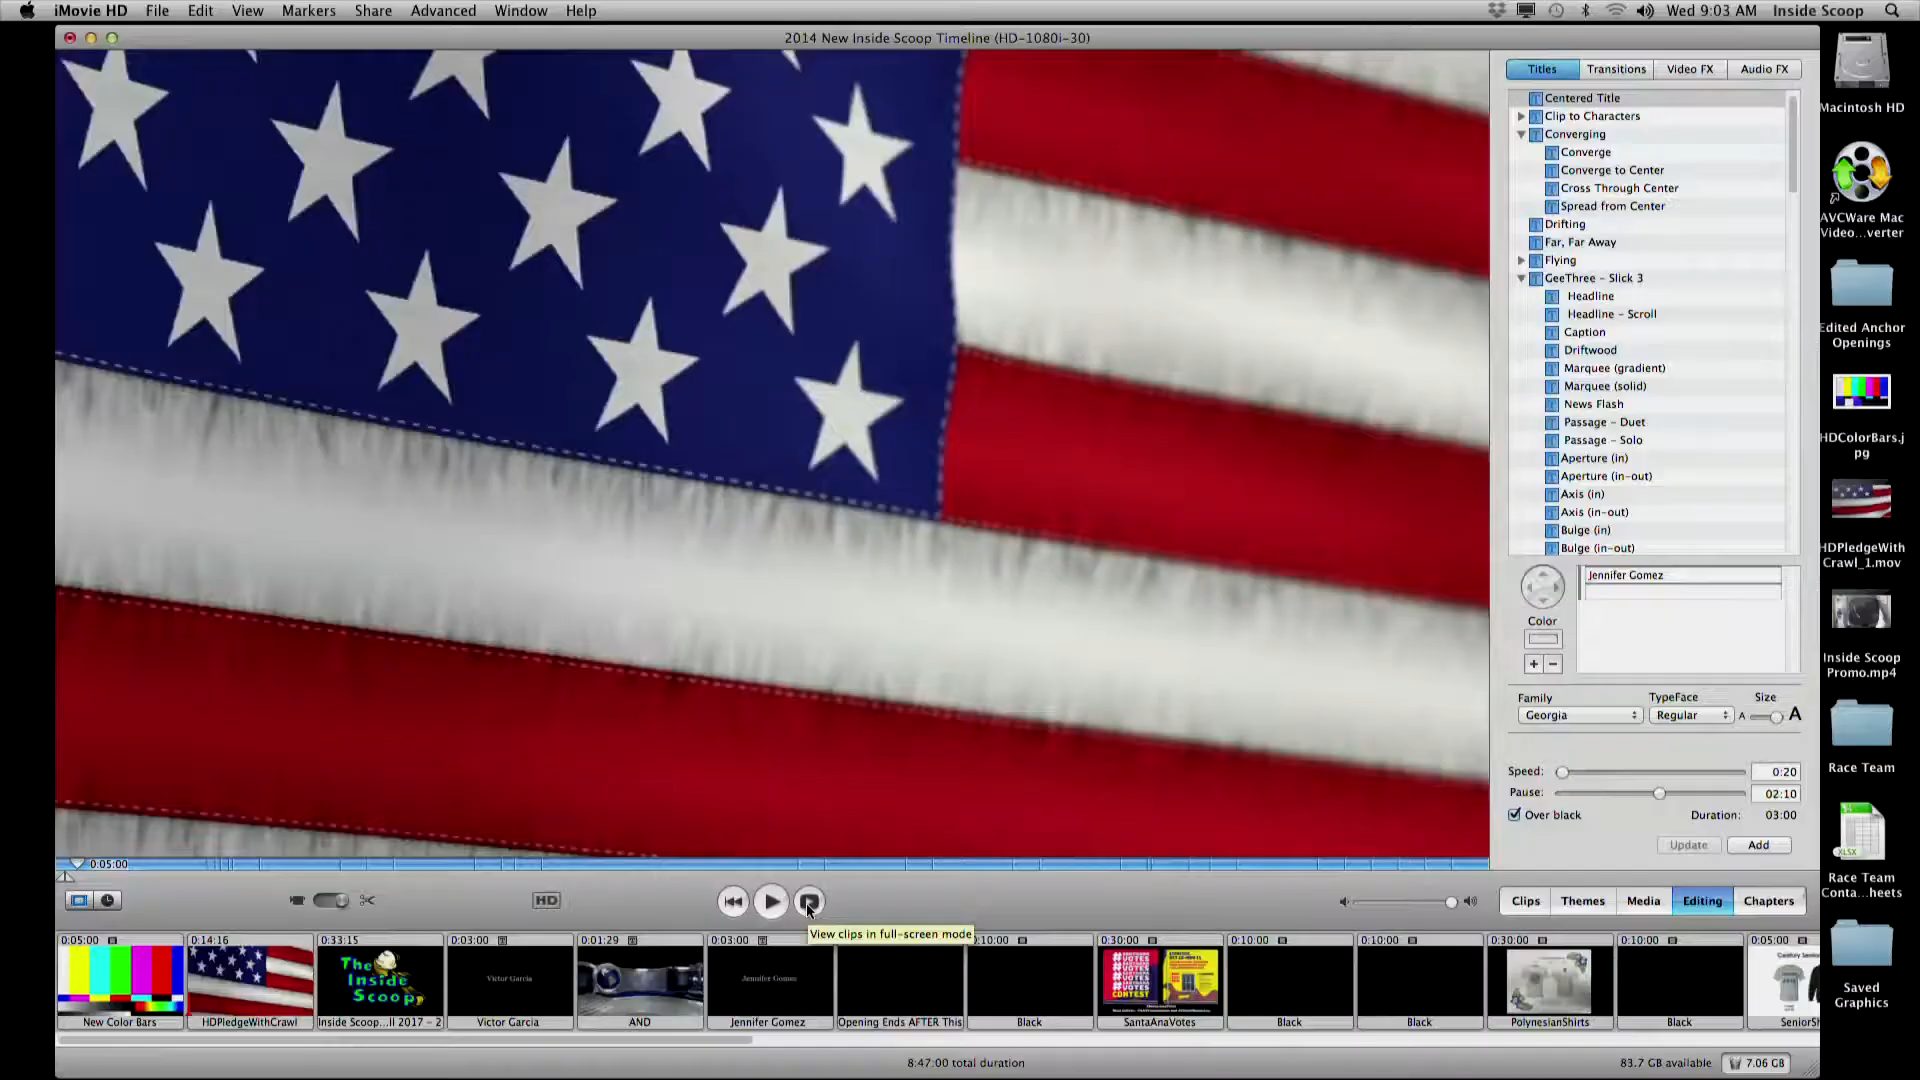 iMovie HD File Edit View Markers Share Advanced Window Help
Wed 9:03 AM Inside Scoop
2014 New Inside Scoop Timeline (HD-1080i-30)
Titles Transitions Video FX Audio FX
Centered Title
Clip to Characters
Converging
Converge
Converge to Center
Cross Through Center
Spread from Center
Drifting
Far, Far Away
Flying
GeeThree - Slick 3
Headline
Headline - Scroll
Caption
Driftwood
Marquee (gradient)
Marquee (solid)
News Flash
Passage - Duet
Passage - Solo
Aperture (in)
Aperture (in-out)
Axis (in)
Axis (in-out)
Bulge (in)
Bulge (in-out)
Jennifer Gomez
Color
+ -
Family TypeFace Size
Georgia Regular A A
Speed: 0:20
Pause: 02:10
Over black Duration: 03:00
Update Add
Macintosh HD
AVCWare Mac
Video...verter
Edited Anchor
Openings
HDColorBars.j
pg
HDPledgeWith
Crawl_1.mov
Inside Scoop
Promo.mp4
Race Team
XLSX
Race Team
Conta...heets
Saved
Graphics
0:05:00
HD
Clips Themes Media Editing Chapters
View clips in full-screen mode
0:05:00 0:14:16 0:33:15 0:03:00 0:01:29 0:03:00 0:10:00 0:30:00 0:10:00 0:10:00 0:30:00 0:10:00 0:05:00
The
Inside
Scoop
Victor Garcia
Jennifer Gomez
VOTES
CONTEST
New Color Bars HDPledgeWithCrawl Inside Scoop...ll 2017 - 2 Victor Garcia AND Jennifer Gomez Opening Ends AFTER This Black SantaAnaVotes Black Black PolynesianShirts Black SeniorSh
8:47:00 total duration
83.7 GB available 7.06 GB